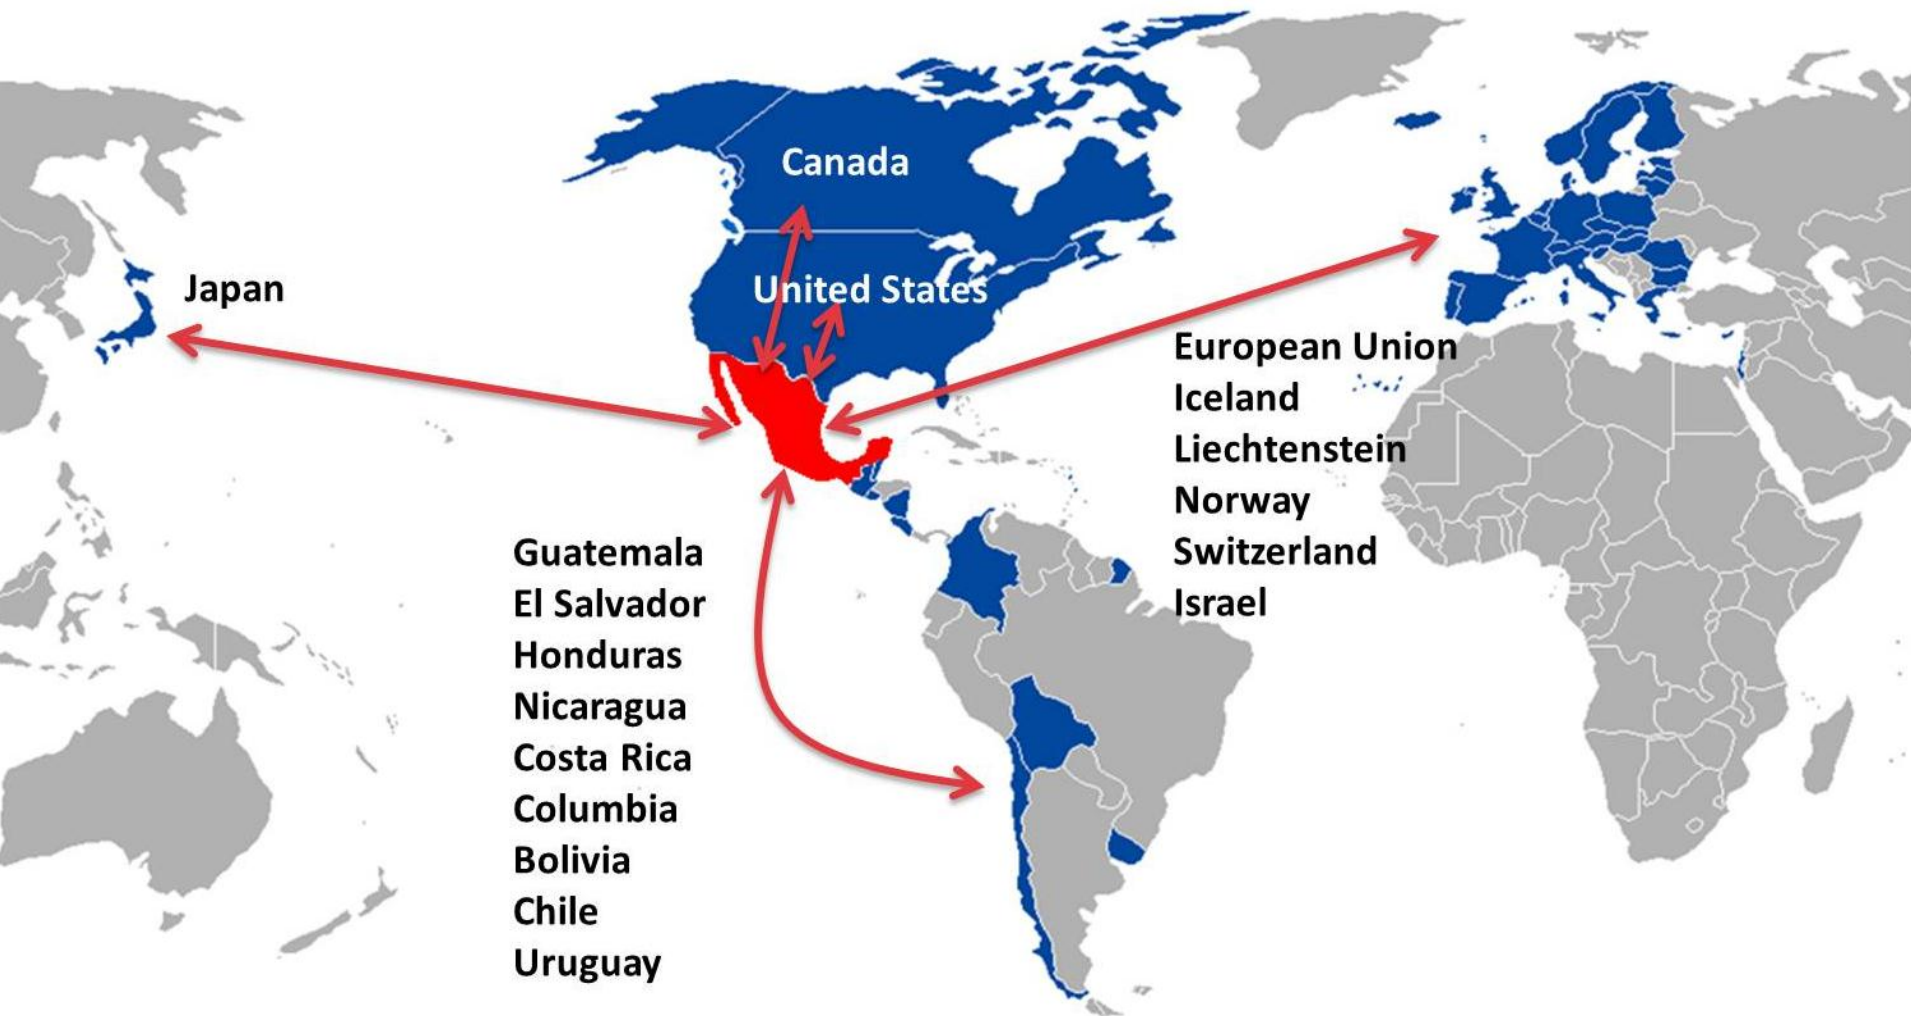 Canada
United States
Japan
European Union
Iceland
Liechtenstein
Norway
Switzerland
Israel
Guatemala
El Salvador
Honduras
Nicaragua
Costa Rica
Columbia
Bolivia
Chile
Uruguay